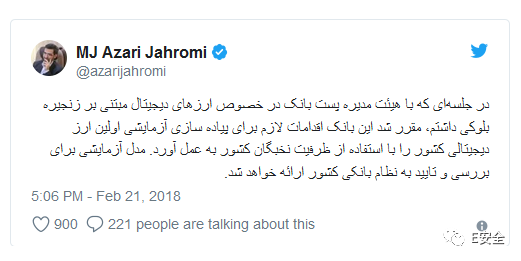 MJ Azari Jahromi
@azarijahromi
در جلسه‌ای که با هیئت مدیره پست بانک در خصوص ارزهای دیجیتال مبتنی بر زنجیره
بلوکی داشتم، مقرر شد این بانک اقدامات لازم برای پیاده سازی آزمایشی اولین ارز
دیجیتالی کشور را با استفاده از ظرفیت نخبگان کشور به عمل آورد. مدل آزمایشی برای
بررسی و تایید به نظام بانکی کشور ارائه خواهد شد.
5:06 PM - Feb 21, 2018
900 221 people are talking about this
E安全